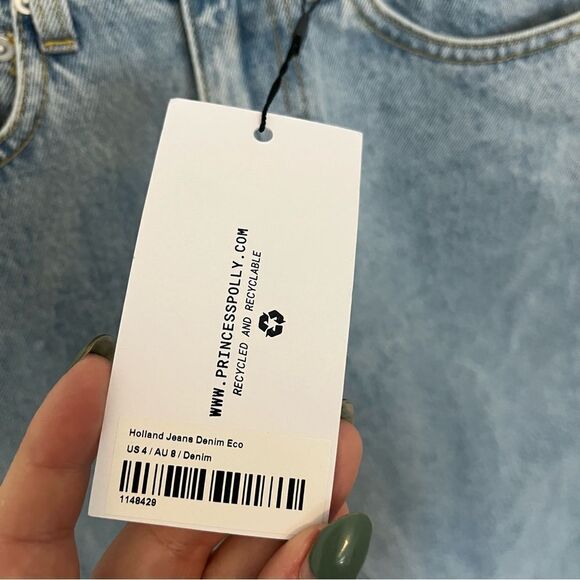 WWW.PRINCESSPOLLY.COM
RECYCLED AND RECYCLABLE
Holland Jeans Denim Eco
US 4 / AU 8 / Denim
1148429